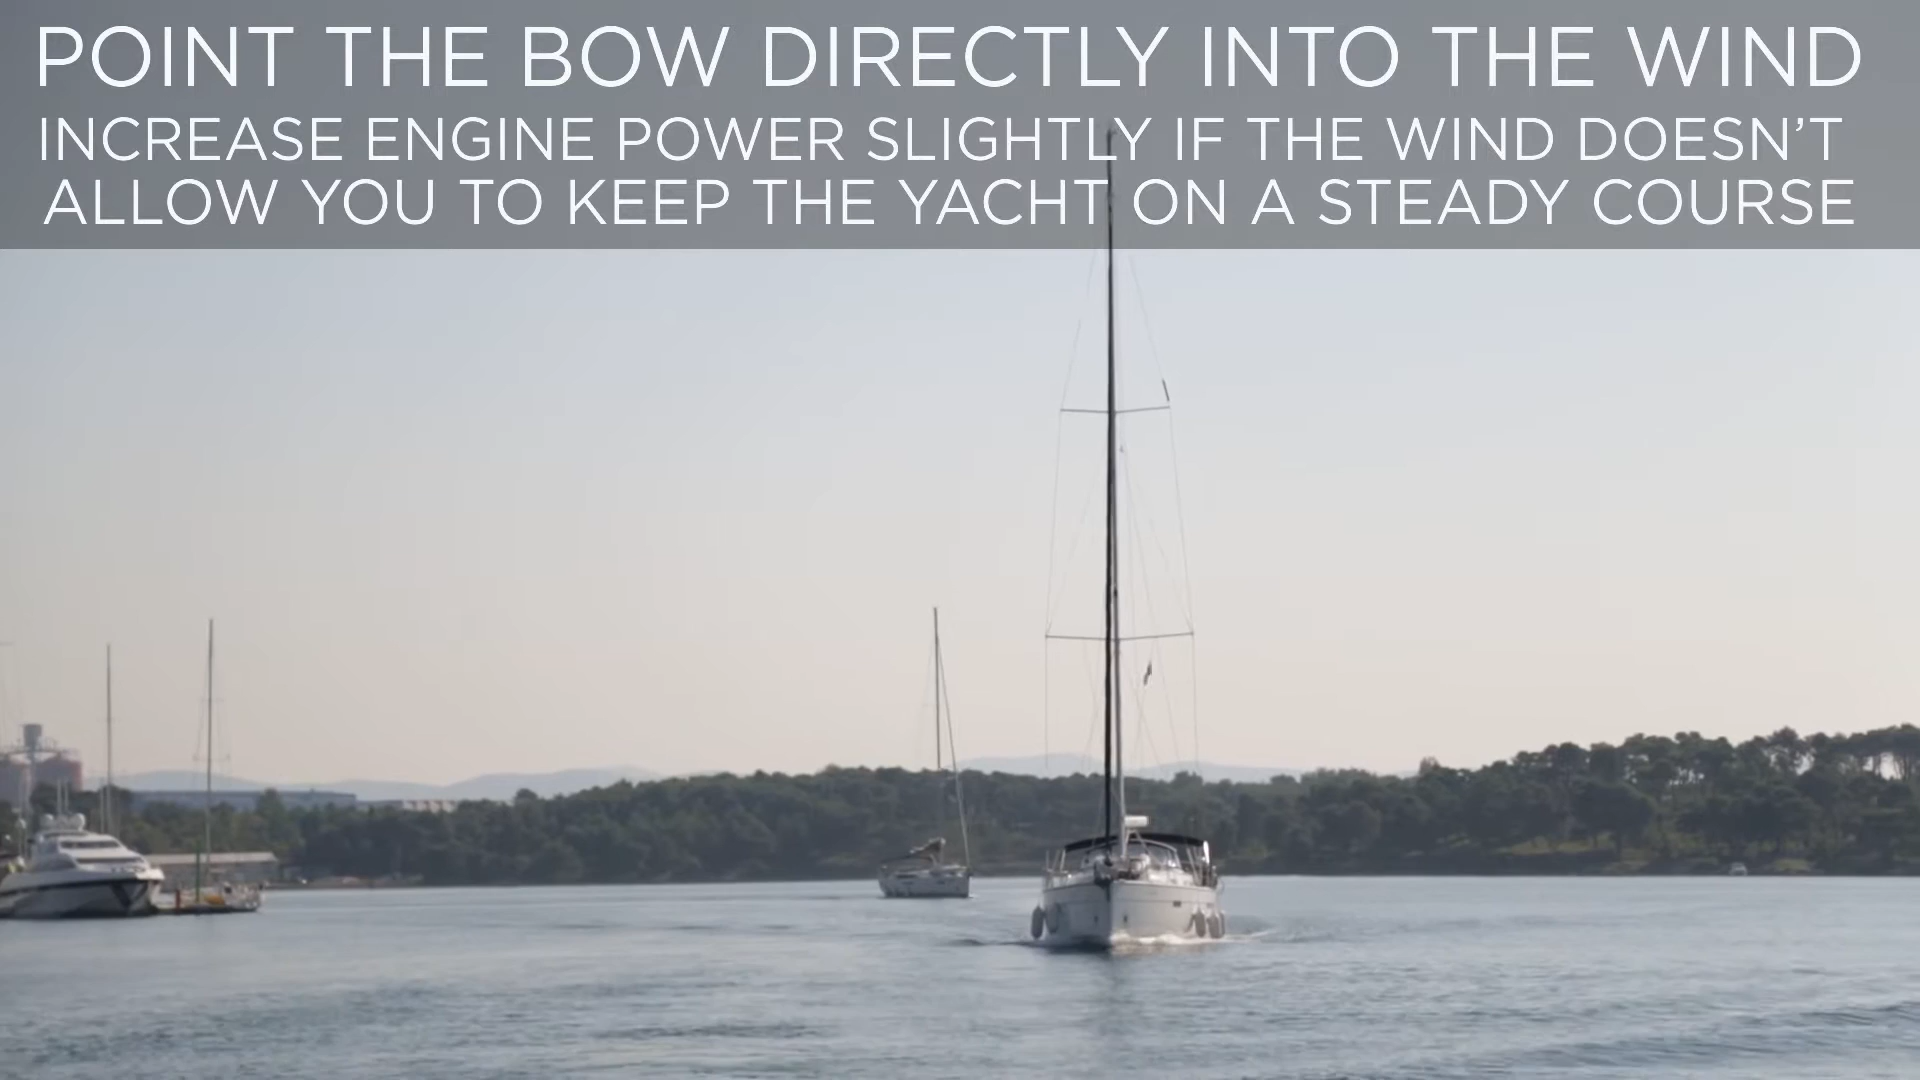 POINT THE BOW DIRECTLY INTO THE WIND
INCREASE ENGINE POWER SLIGHTLY IF THE WIND DOESN'T
ALLOW YOU TO KEEP THE YACHT ON A STEADY COURSE